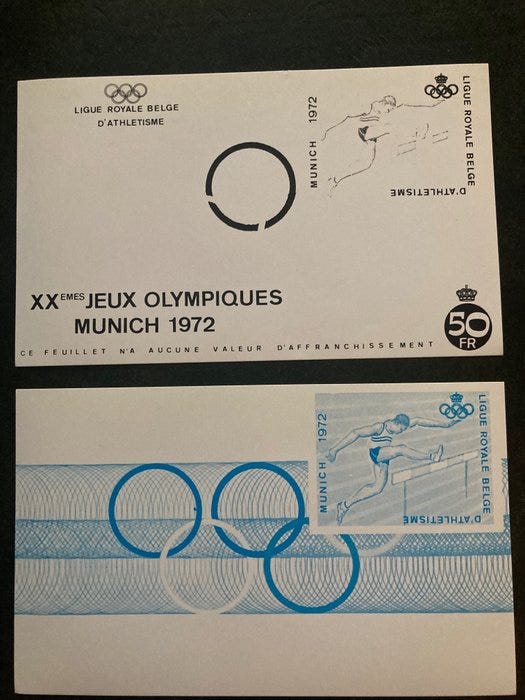 LIGUE ROYALE BELGE
D'ATHLETISME
MUNICH 1972
LIGUE ROYALE BELGE
D'ATHLETISME
XXEMES JEUX OLYMPIQUES
MUNICH 1972
50
FR
CE FEUILLET N'A AUCUNE VALEUR D'AFFRANCHISSEMENT
MUNICH 1972
LIGUE ROYALE BELGE
D'ATHLETISME